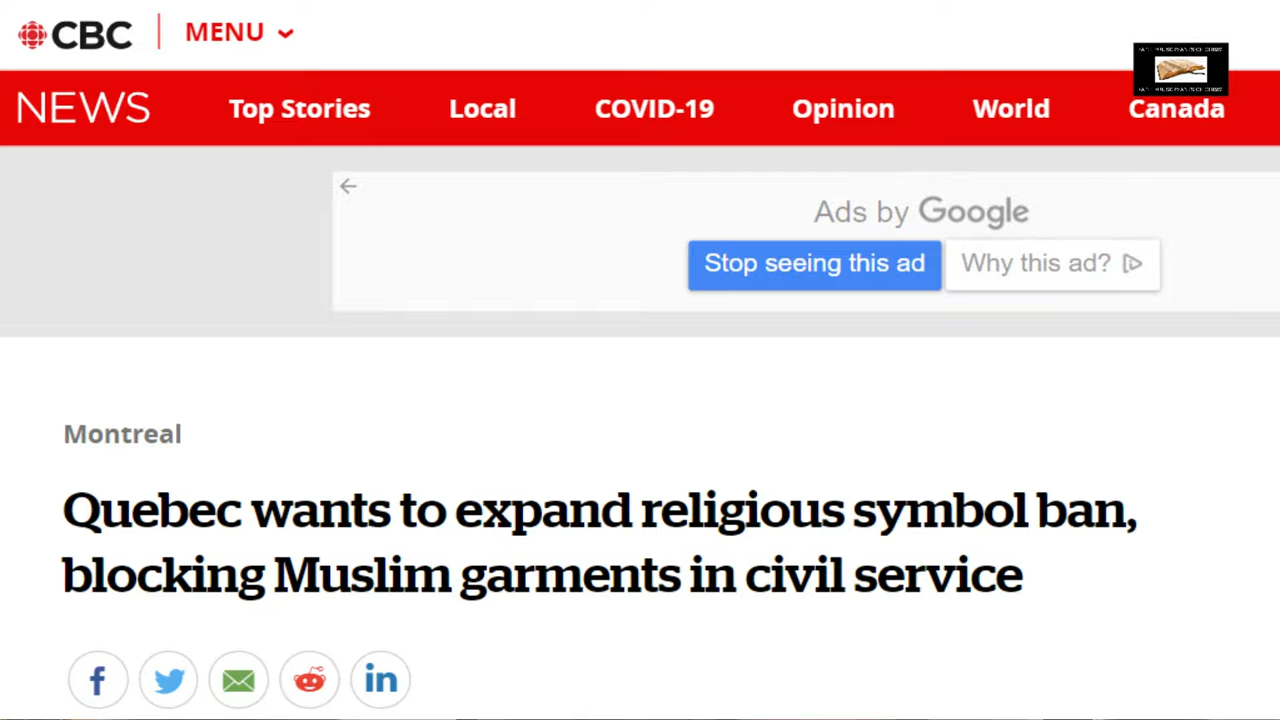 CBC
MENU
NEWS
Top Stories
Local
COVID-19
Opinion
World
Canada
Ads by Google
Stop seeing this ad
Why this ad?
Montreal
Quebec wants to expand religious symbol ban,
blocking Muslim garments in civil service
f
in